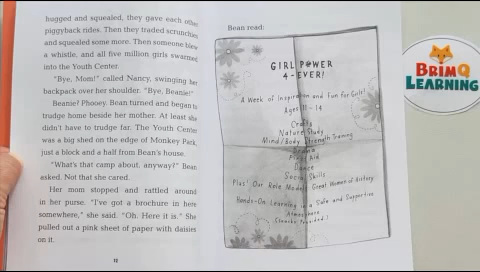 hugged and squealed, they gave each other
piggyback rides. Then they traded scrunchies
and squealed some more. Then someone blew
a whistle, and all five million girls swarmed
into the Youth Center.
"Bye, Mom!" called Nancy, swinging her
backpack over her shoulder. "Bye, Beanie!"
Beanie? Phooey. Bean turned and began to
trudge home beside her mother. At least she
didn't have to trudge far. The Youth Center
was a big shed on the edge of Monkey Park,
just a block and a half from Bean's house.
"What's that camp about, anyway?" Bean
asked. Not that she cared.
Her mom stopped and rattled around
in her purse. "I've got a brochure in here
somewhere," she said. "Oh. Here it is." She
pulled out a pink sheet of paper with daisies
on it.
12
Bean read:
GIRL POWER
4-EVER!
A Week of Inspiration and Fun for Girls!
Ages 11-14
Crafts
Nature Study
Mind/Body Strength Training
Drama
First Aid
Dance
Social Skills
Plus! Our Role Models: Great Women of History
Hands-On Learning in a Safe and Supportive
Atmosphere
Snacks Provided!
BRIMQ
LEARNING